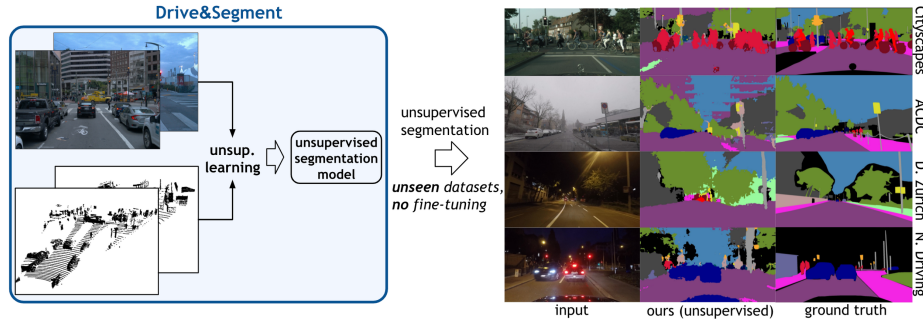 Drive&Segment
unsup.
learning
unsupervised
segmentation
model
unsupervised
segmentation
unseen datasets,
no fine-tuning
Cityscapes
ACDC
D. Zurich
N. Driving
input
ours (unsupervised)
ground truth